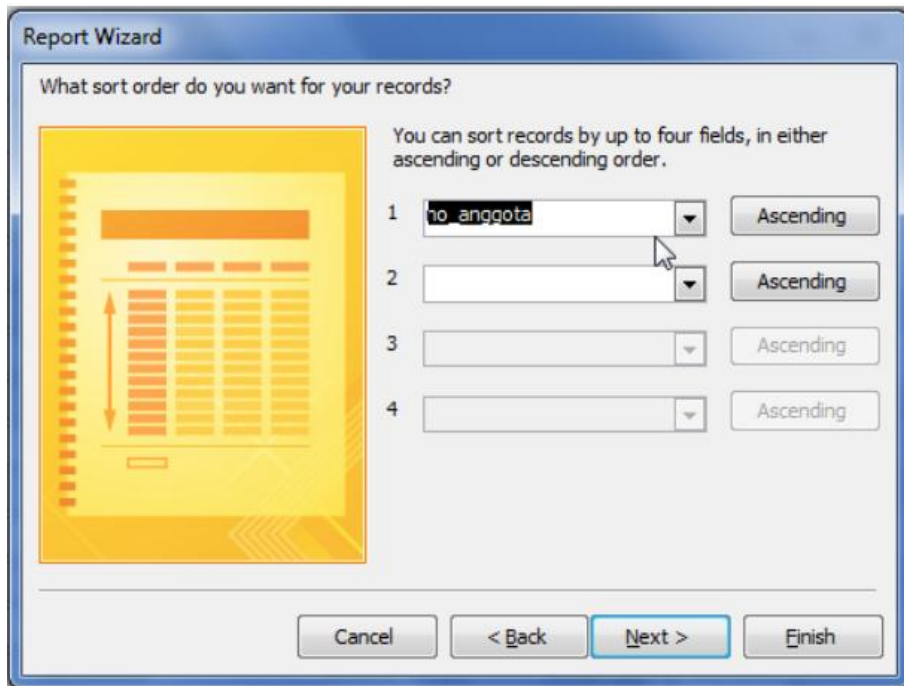 Report Wizard
What sort order do you want for your records?
You can sort records by up to four fields, in either
ascending or descending order.
1 no_anggota Ascending
2 Ascending
3 Ascending
4 Ascending
Cancel < Back Next > Finish